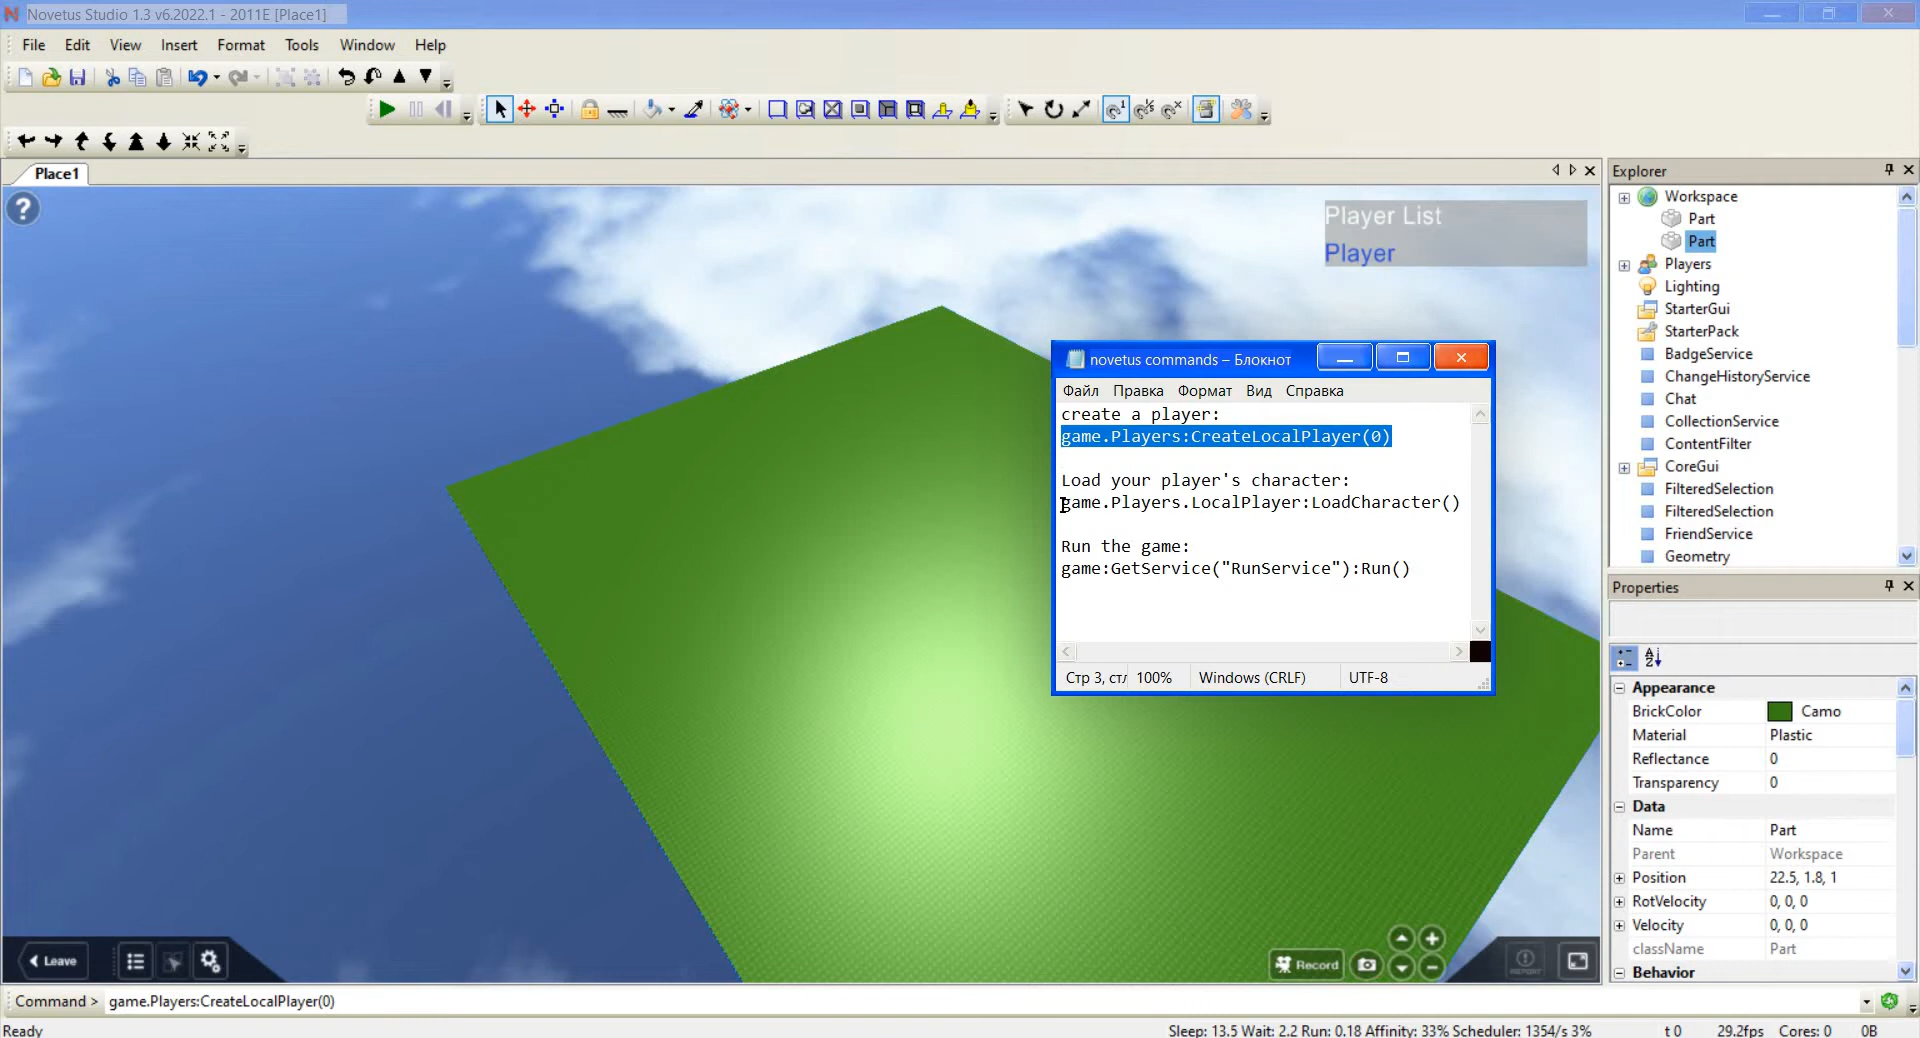 Novetus Studio 1.3 v6.2022.1 - 2011E [Place1]
File Edit View Insert Format Tools Window Help
Place1
Player List
Player
novetus commands – Блокнот
Файл Правка Формат Вид Справка
create a player:
game.Players:CreateLocalPlayer(0)
Load your player's character:
game.Players.LocalPlayer:LoadCharacter()
Run the game:
game:GetService("RunService"):Run()
Стр 3, стл 100% Windows (CRLF) UTF-8
Explorer
Workspace
Part
Part
Players
Lighting
StarterGui
StarterPack
BadgeService
ChangeHistoryService
Chat
CollectionService
ContentFilter
CoreGui
FilteredSelection
FilteredSelection
FriendService
Geometry
Properties
Appearance
BrickColor Camo
Material Plastic
Reflectance 0
Transparency 0
Data
Name Part
Parent Workspace
Position 22.5, 1.8, 1
RotVelocity 0, 0, 0
Velocity 0, 0, 0
className Part
Behavior
Leave
Record
REPORT
Command > game.Players:CreateLocalPlayer(0)
Ready
Sleep: 13.5 Wait: 2.2 Run: 0.18 Affinity: 33% Scheduler: 1354/s 3% t 0 29.2fps Cores: 0 0B